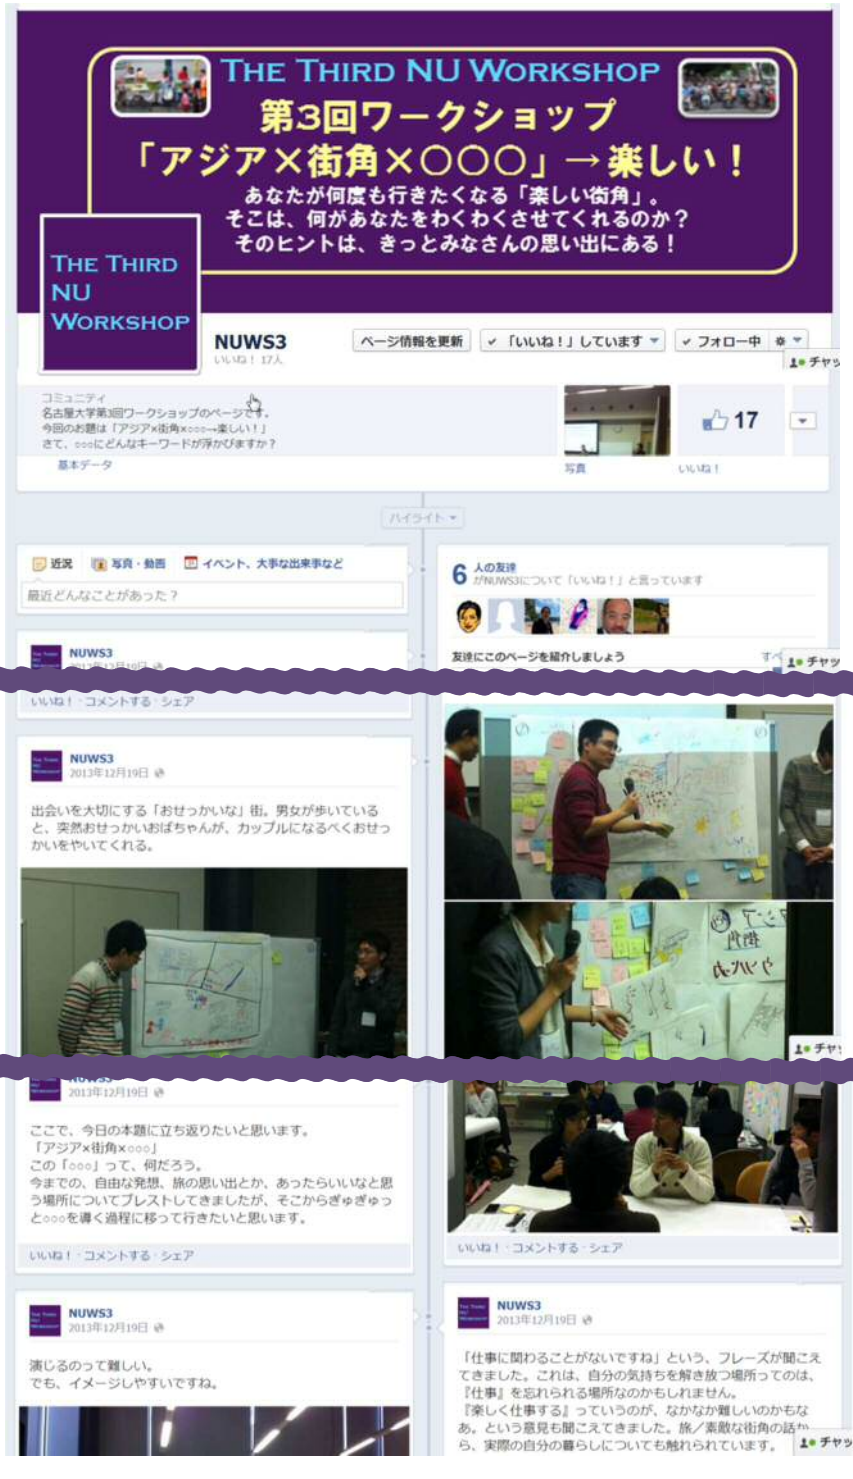 THE THIRD NU WORKSHOP
第3回ワークショップ
「アジア×街角×○○○」→楽しい！
あなたが何度も行きたくなる「楽しい街角」。
そこは、何があなたをわくわくさせてくれるのか？
そのヒントは、きっとみなさんの思い出にある！
THE THIRD
NU
WORKSHOP
NUWS3
いいね！ 17人
ページ情報を更新
「いいね！」しています
フォロー中
チャッ
コミュニティ
名古屋大学第3回ワークショップのページです。
今回のお題は「アジア×街角×○○○→楽しい！」
さて、○○○にどんなキーワードが浮かびますか？
基本データ
写真
17
いいね！
ハイライト
近況 写真・動画 イベント、大事な出来事など
最近どんなことがあった？
6 人の友達
がNUWS3について「いいね！」と言っています
友達にこのページを紹介しましょう
すべ
チャッ
NUWS3
2013年12月19日
いいね！ · コメントする · シェア
NUWS3
2013年12月19日
出会いを大切にする「おせっかいな」街。男女が歩いている
と、突然おせっかいおばちゃんが、カップルになるべくおせっ
かいをやいてくれる。
アジア
街角
チャッ
NUWS3
2013年12月19日
ここで、今日の本題に立ち返りたいと思います。
「アジア×街角×○○○」
この「○○○」って、何だろう。
今までの、自由な発想、旅の思い出とか、あったらいいなと思
う場所についてブレストしてきましたが、そこからぎゅぎゅっ
と○○○を導く過程に移って行きたいと思います。
いいね！ · コメントする · シェア
いいね！ · コメントする · シェア
NUWS3
2013年12月19日
演じるのって難しい。
でも、イメージしやすいですね。
NUWS3
2013年12月19日
「仕事に関わることがないですね」という、フレーズが聞こえ
てきました。これは、自分の気持ちを解き放つ場所ってのは、
『仕事』を忘れられる場所なのかもしれません。
『楽しく仕事する』っていうのが、なかなか難しいのかもな
あ。という意見も聞こえてきました。旅／素敵な街角の話か
ら、実際の自分の暮らしについても触れられています。
チャッ